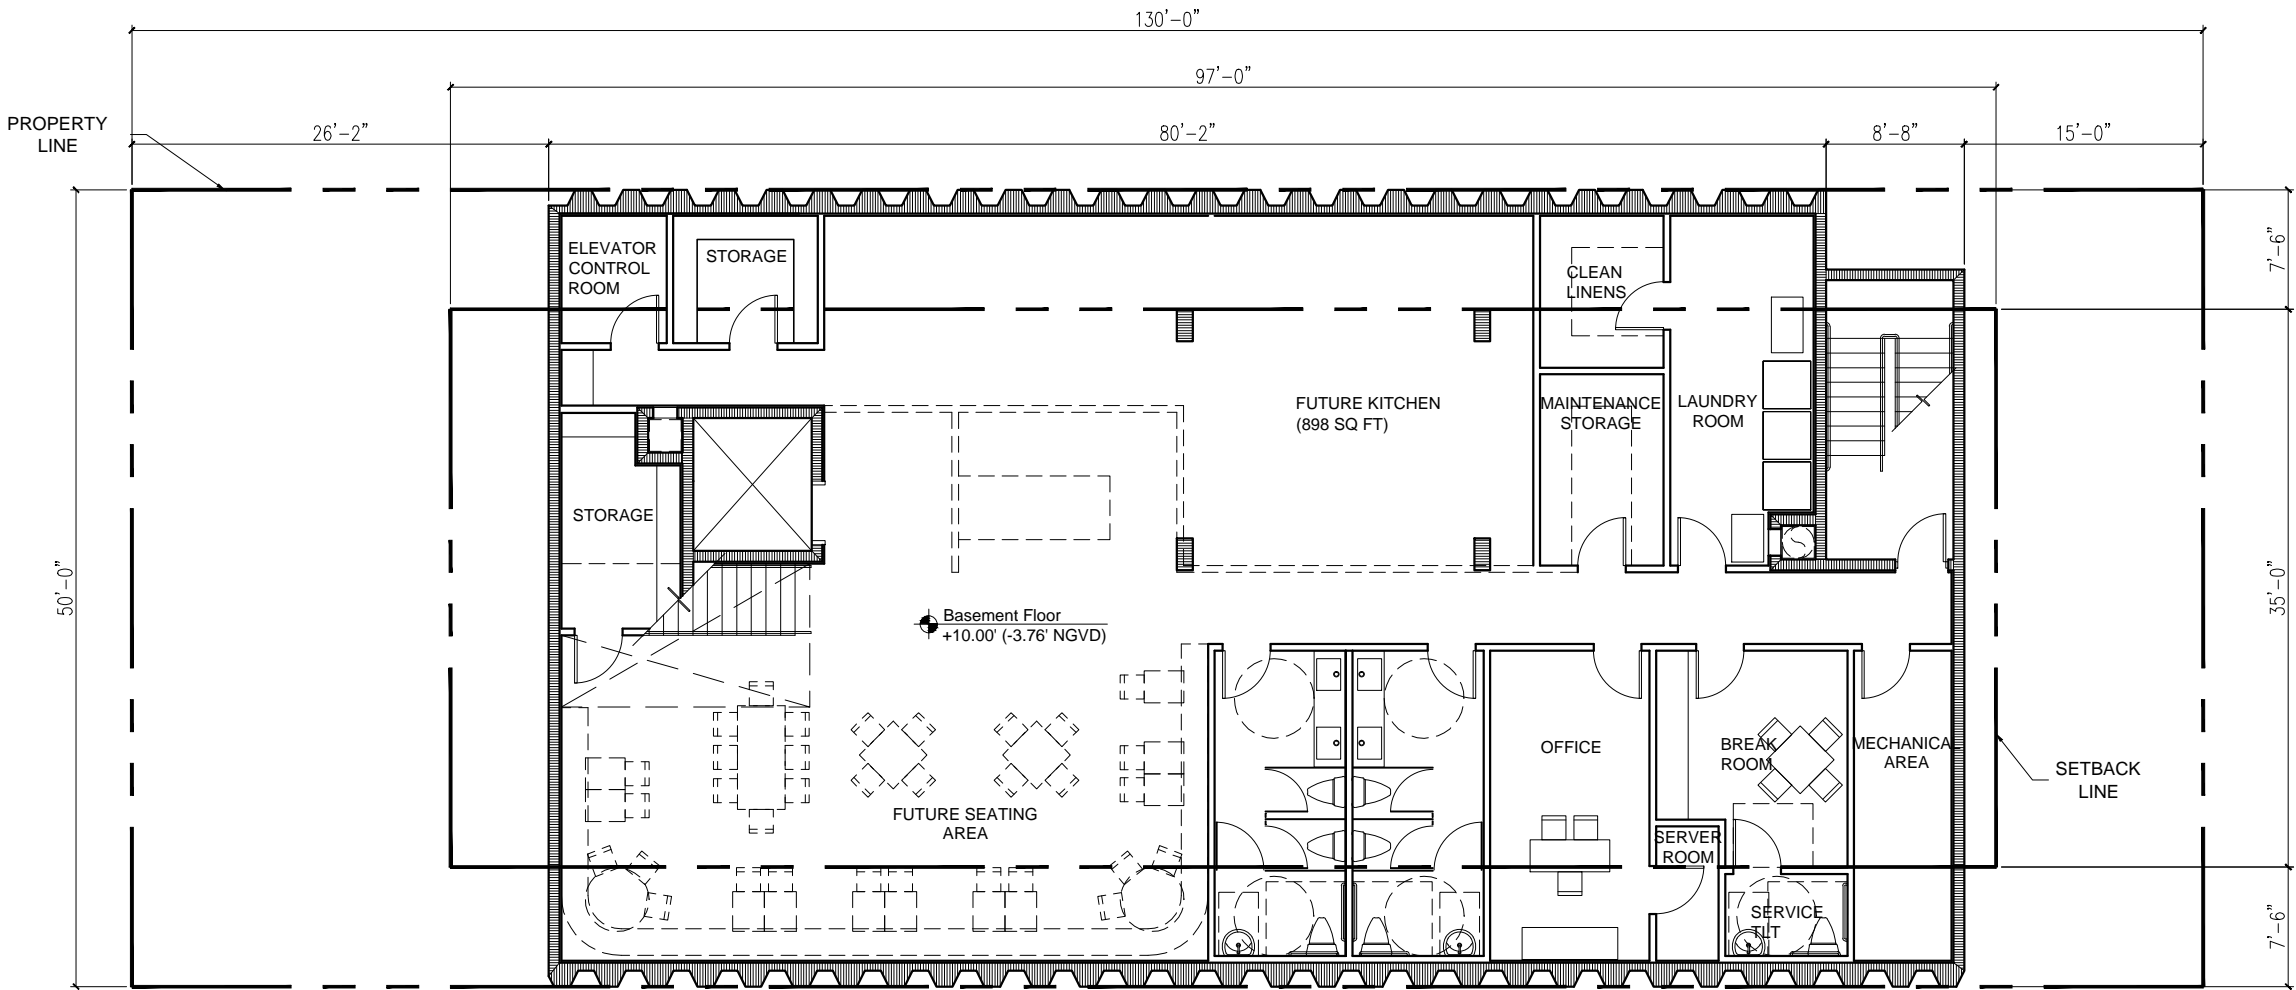 130'-0"
97'-0"
PROPERTY
LINE
26'-2"
80'-2"
8'-8"
15'-0"
ELEVATOR
CONTROL
ROOM
STORAGE
CLEAN
LINENS
7'-6"
FUTURE KITCHEN
(898 SQ FT)
MAINTENANCE
STORAGE
LAUNDRY
ROOM
STORAGE
50'-0"
35'-0"
Basement Floor
+10.00' (-3.76' NGVD)
OFFICE
BREAK
ROOM
MECHANICAL
AREA
SETBACK
LINE
FUTURE SEATING
AREA
SERVER
ROOM
SERVICE
TLT
7'-6"